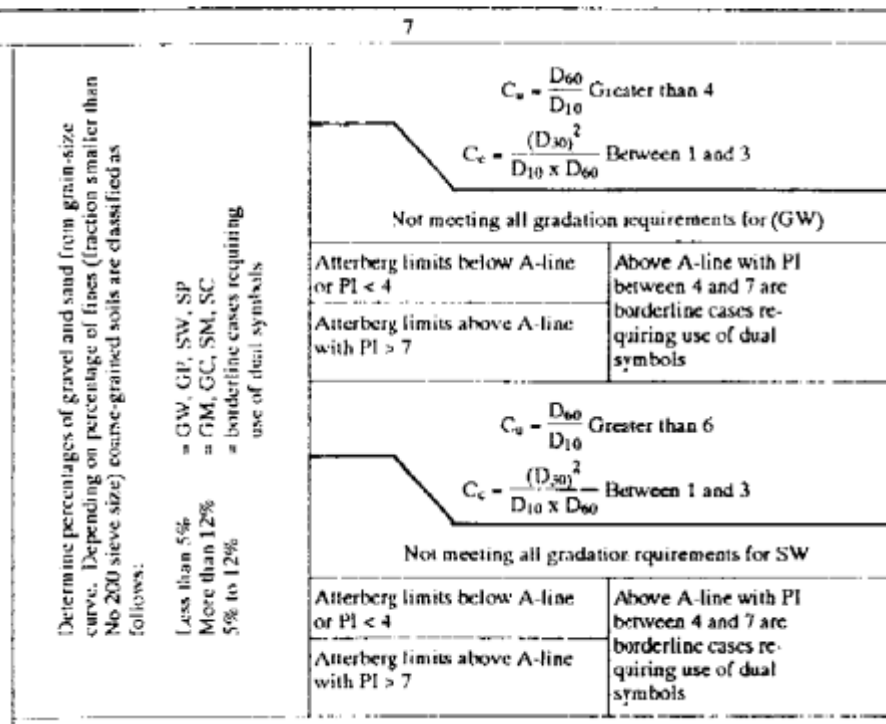 7
Determine percentages of gravel and sand from grain-size
curve. Depending on percentage of fines (fraction smaller than
No 200 sieve size) coarse-grained soils are classified as
follows:
Less than 5% = GW, GP, SW, SP
More than 12% = GM, GC, SM, SC
5% to 12% = borderline cases requiring
use of dual symbols
Cu = D60 / D10 Greater than 4
Cc = (D30)² / D10 x D60 Between 1 and 3
Not meeting all gradation requirements for (GW)
Atterberg limits below A-line
or PI < 4
Atterberg limits above A-line
with PI > 7
Above A-line with PI
between 4 and 7 are
borderline cases re-
quiring use of dual
symbols
Cu = D60 / D10 Greater than 6
Cc = (D30)² / D10 x D60 Between 1 and 3
Not meeting all gradation rquirements for SW
Atterberg limits below A-line
or PI < 4
Atterberg limits above A-line
with PI > 7
Above A-line with PI
between 4 and 7 are
borderline cases re-
quiring use of dual
symbols